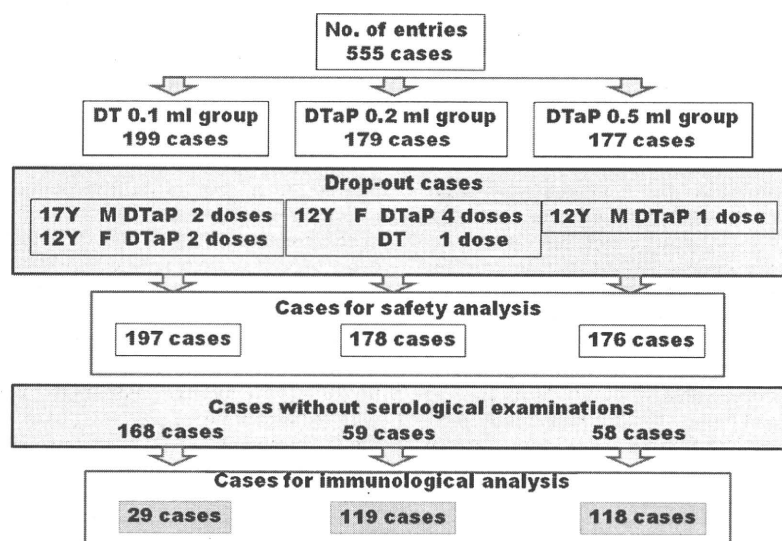 No. of entries
555 cases
DT 0.1 ml group
199 cases
DTaP 0.2 ml group
179 cases
DTaP 0.5 ml group
177 cases
Drop-out cases
17Y M DTaP 2 doses
12Y F DTaP 2 doses
12Y F DTaP 4 doses
DT 1 dose
12Y M DTaP 1 dose
Cases for safety analysis
197 cases
178 cases
176 cases
Cases without serological examinations
168 cases
59 cases
58 cases
Cases for immunological analysis
29 cases
119 cases
118 cases